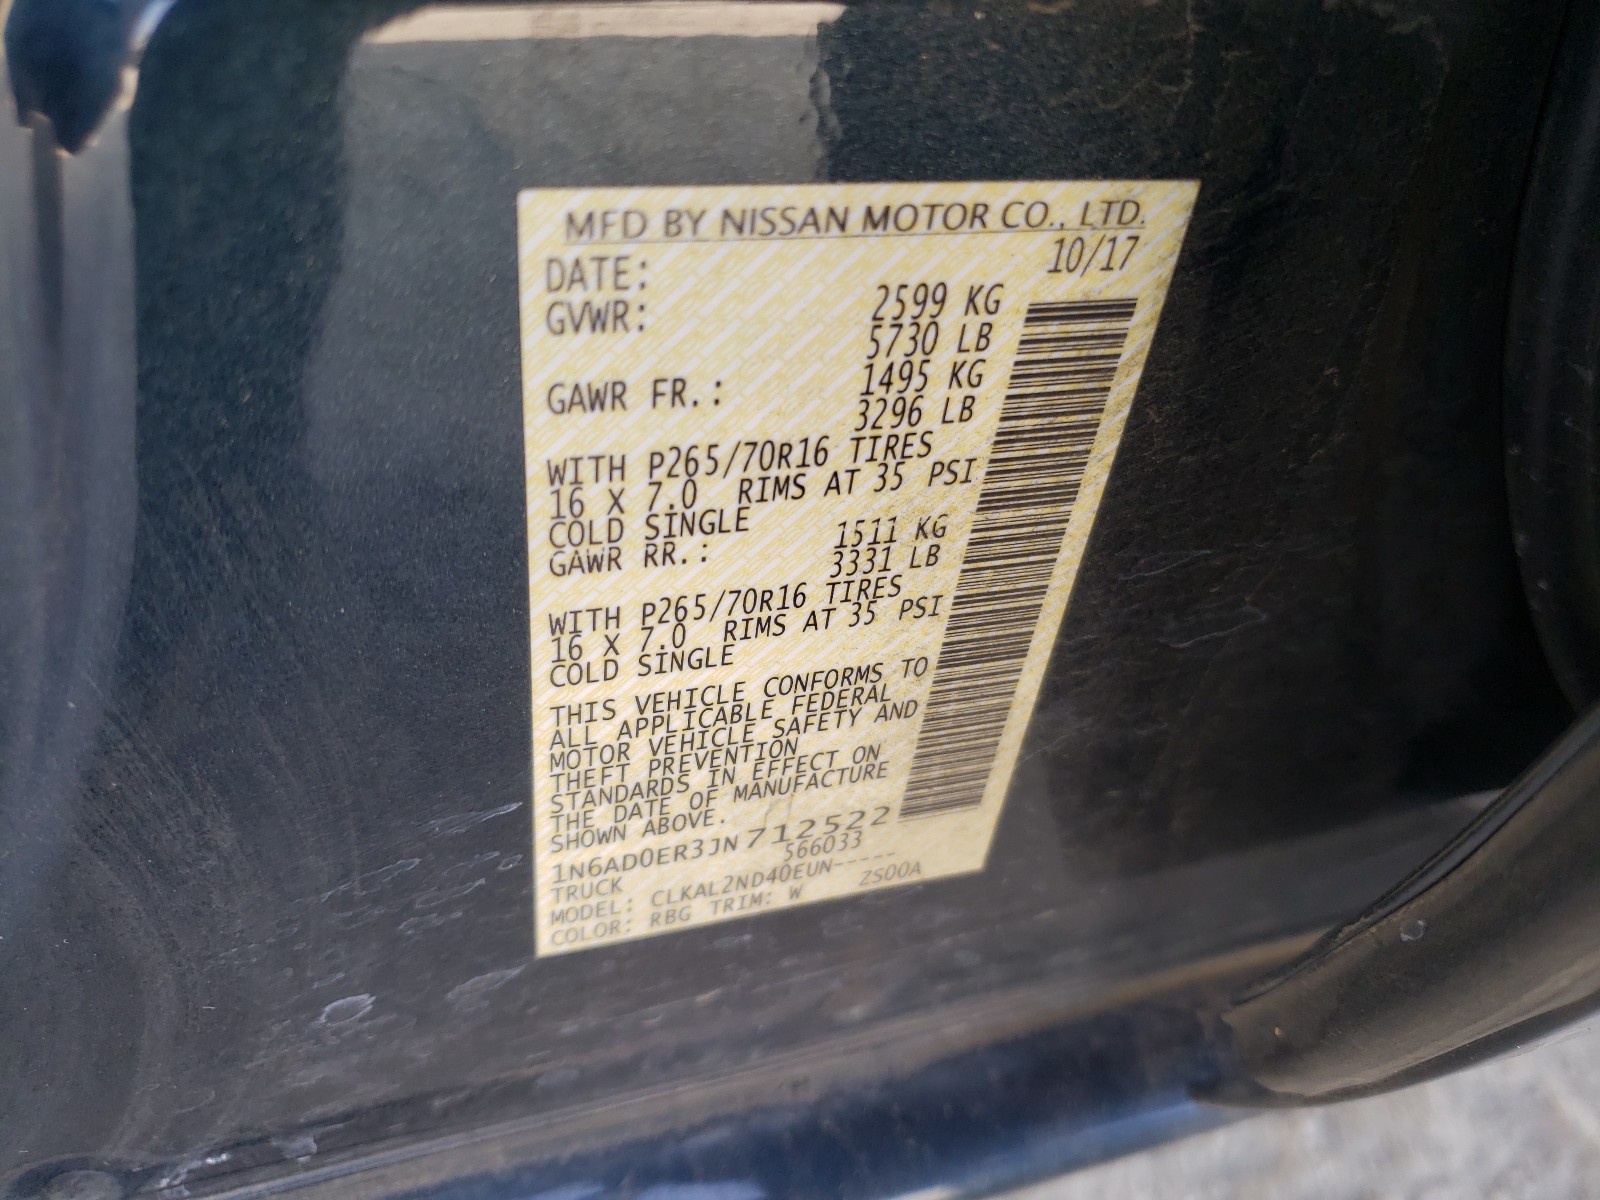 MFD BY NISSAN MOTOR CO., LTD.
DATE: 10/17
GVWR: 2599 KG
5730 LB
GAWR FR.: 1495 KG
3296 LB
WITH P265/70R16 TIRES
16 X 7.0 RIMS AT 35 PSI
COLD SINGLE
GAWR RR.: 1511 KG
3331 LB
WITH P265/70R16 TIRES
16 X 7.0 RIMS AT 35 PSI
COLD SINGLE
THIS VEHICLE CONFORMS TO
ALL APPLICABLE FEDERAL
MOTOR VEHICLE SAFETY AND
THEFT PREVENTION
STANDARDS IN EFFECT ON
THE DATE OF MANUFACTURE
SHOWN ABOVE.
1N6AD0ER3JN712522
TRUCK 566033
MODEL: CLKAL2ND40EUN-----
COLOR: RBG TRIM: W ZS00A